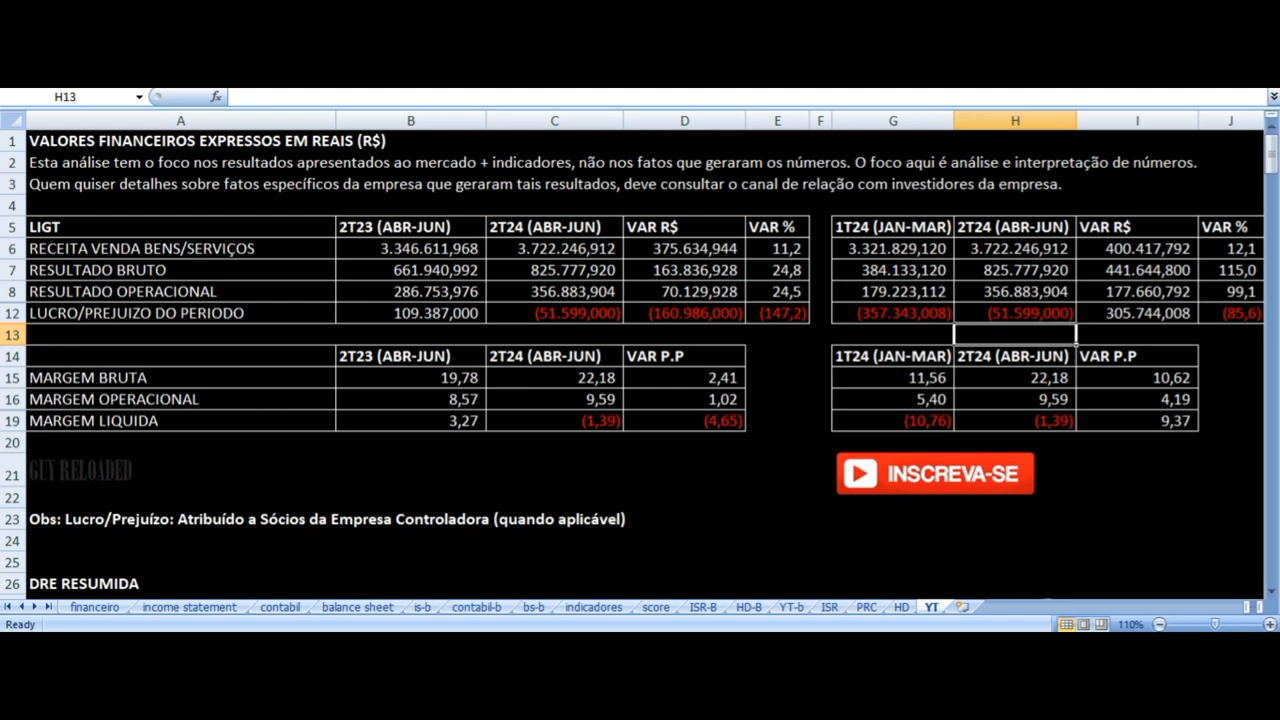 H13
fx
A B C D E F G H I J
1 VALORES FINANCEIROS EXPRESSOS EM REAIS (R$)
2 Esta análise tem o foco nos resultados apresentados ao mercado + indicadores, não nos fatos que geraram os números. O foco aqui é análise e interpretação de números.
3 Quem quiser detalhes sobre fatos específicos da empresa que geraram tais resultados, deve consultar o canal de relação com investidores da empresa.
4
5 LIGT 2T23 (ABR-JUN) 2T24 (ABR-JUN) VAR R$ VAR % 1T24 (JAN-MAR) 2T24 (ABR-JUN) VAR R$ VAR %
6 RECEITA VENDA BENS/SERVIÇOS 3.346.611,968 3.722.246,912 375.634,944 11,2 3.321.829,120 3.722.246,912 400.417,792 12,1
7 RESULTADO BRUTO 661.940,992 825.777,920 163.836,928 24,8 384.133,120 825.777,920 441.644,800 115,0
8 RESULTADO OPERACIONAL 286.753,976 356.883,904 70.129,928 24,5 179.223,112 356.883,904 177.660,792 99,1
12 LUCRO/PREJUIZO DO PERIODO 109.387,000 (51.599,000) (160.986,000) (147,2) (357.343,008) (51.599,000) 305.744,008 (85,6)
13
14 2T23 (ABR-JUN) 2T24 (ABR-JUN) VAR P.P 1T24 (JAN-MAR) 2T24 (ABR-JUN) VAR P.P
15 MARGEM BRUTA 19,78 22,18 2,41 11,56 22,18 10,62
16 MARGEM OPERACIONAL 8,57 9,59 1,02 5,40 9,59 4,19
19 MARGEM LIQUIDA 3,27 (1,39) (4,65) (10,76) (1,39) 9,37
20
21 GUY RELOADED INSCREVA-SE
22
23 Obs: Lucro/Prejuízo: Atribuído a Sócios da Empresa Controladora (quando aplicável)
24
25
26 DRE RESUMIDA
financeiro income statement contabil balance sheet is-b contabil-b bs-b indicadores score ISR-B HD-B YT-b ISR PRC HD YT
Ready 110%